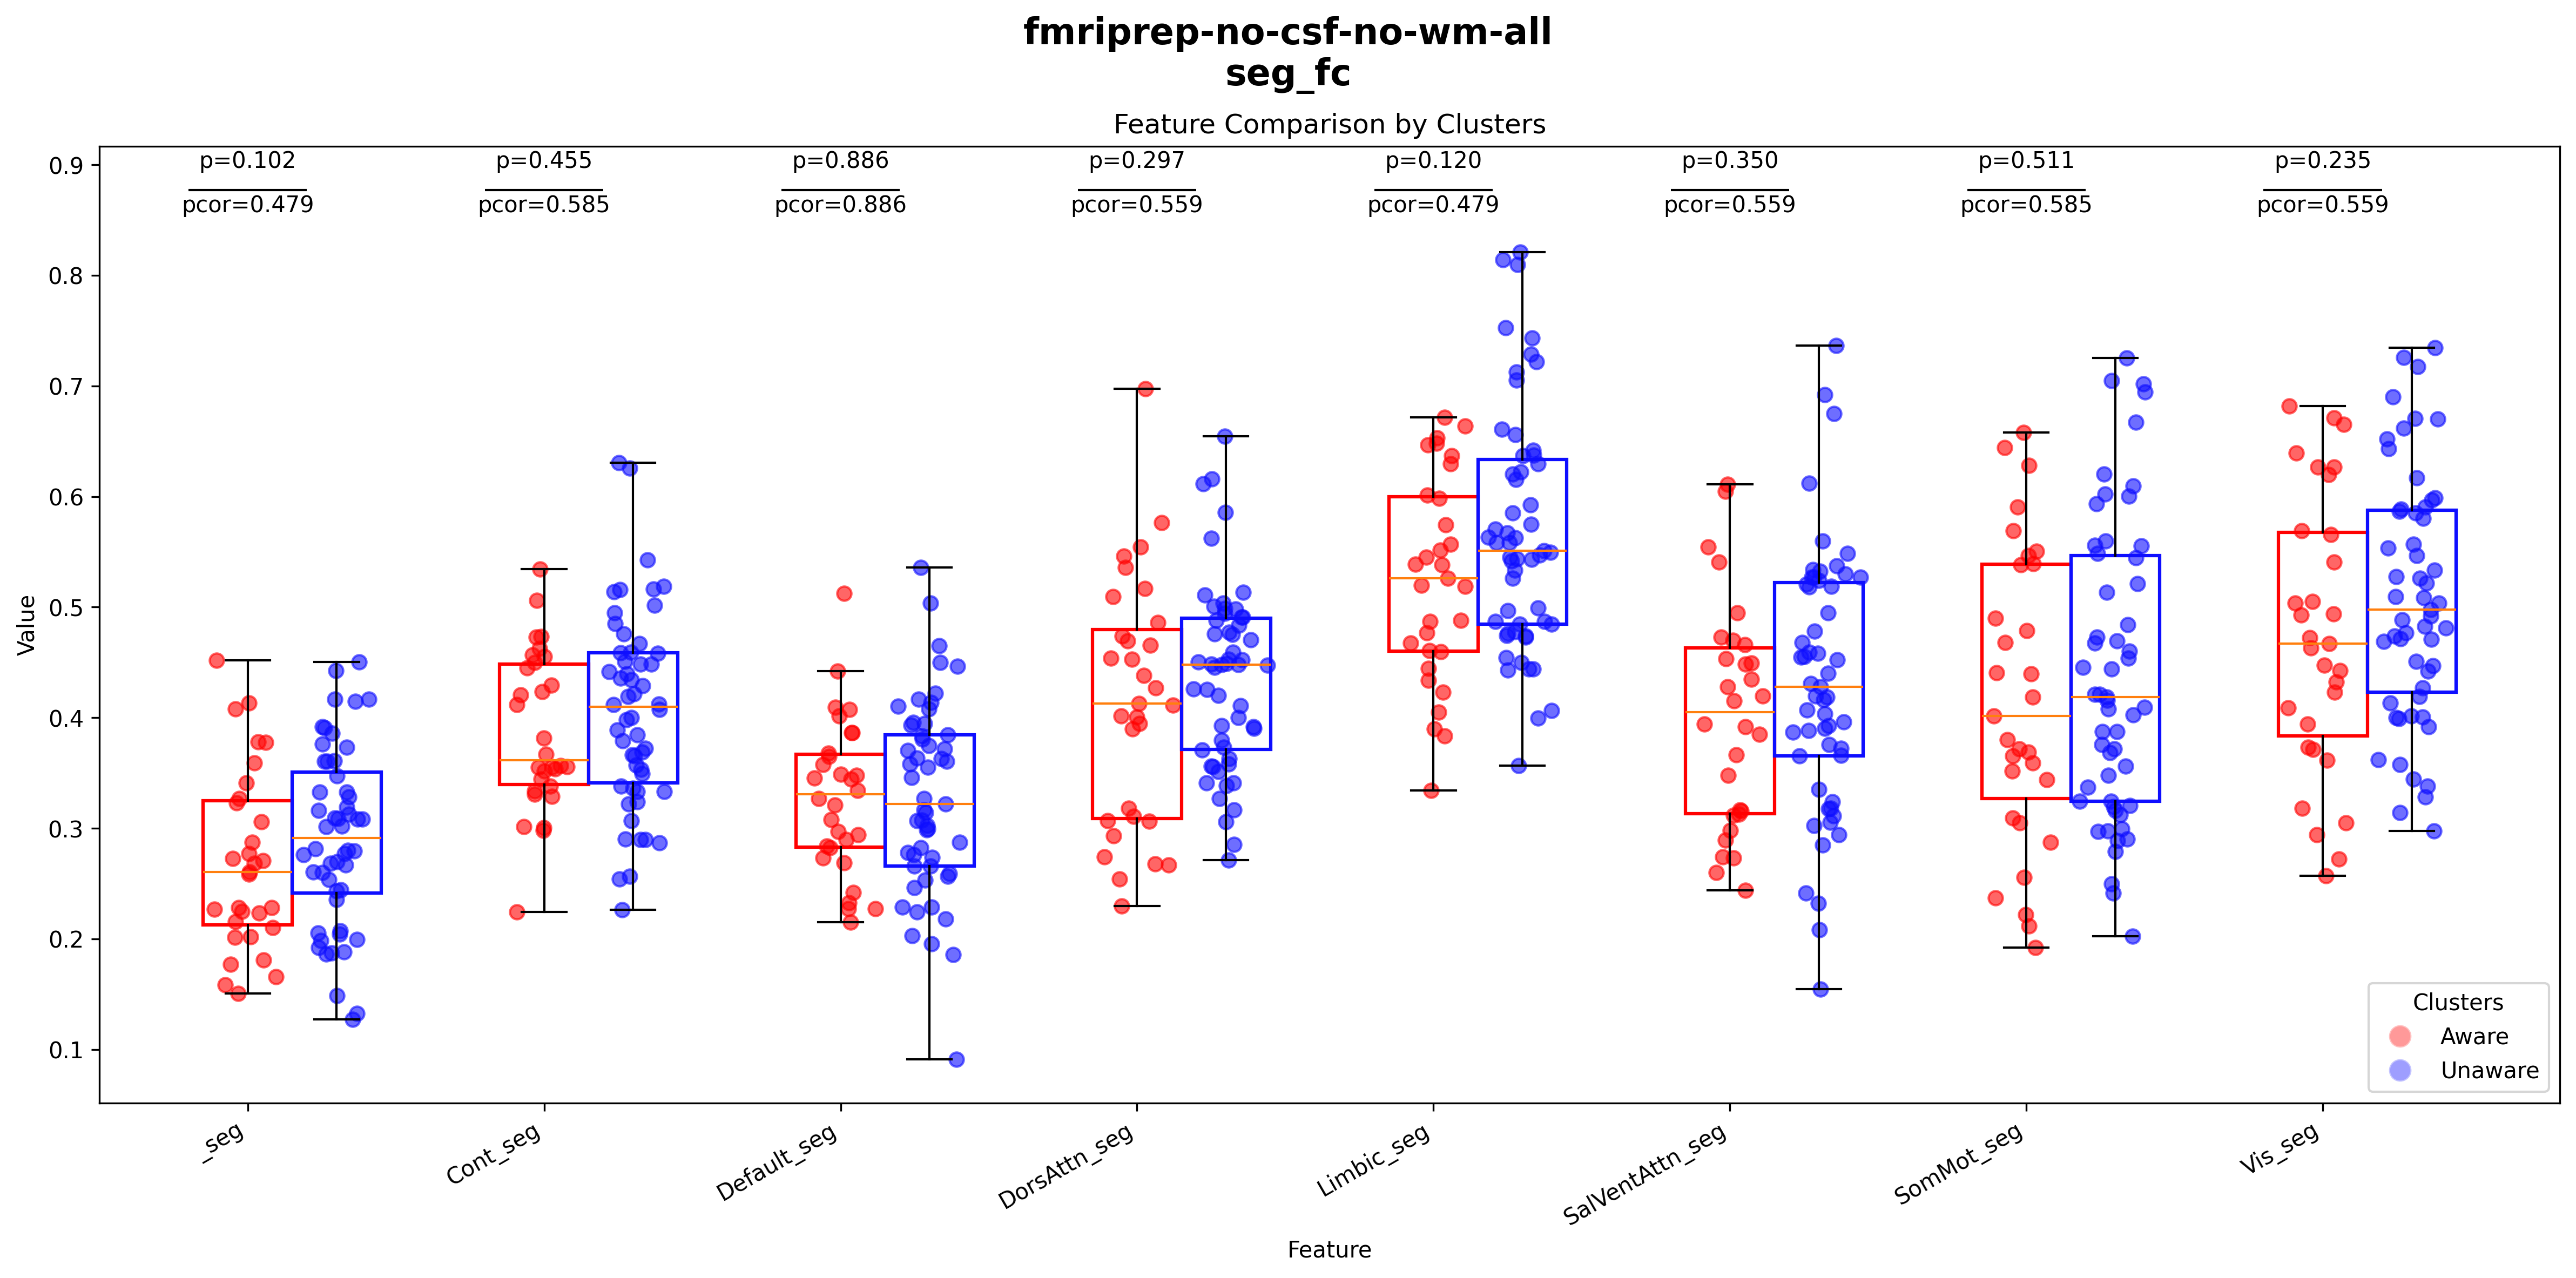 fmriprep-no-csf-no-wm-all
seg_fc
Feature Comparison by Clusters
p=0.102 p=0.455 p=0.886 p=0.297 p=0.120 p=0.350 p=0.511 p=0.235
pcor=0.479 pcor=0.585 pcor=0.886 pcor=0.559 pcor=0.479 pcor=0.559 pcor=0.585 pcor=0.559
0.9
0.8
0.7
0.6
0.5
0.4
0.3
0.2
0.1
Value
Clusters
Aware
Unaware
_seg Cont_seg Default_seg DorsAttn_seg Limbic_seg SalVentAttn_seg SomMot_seg Vis_seg
Feature